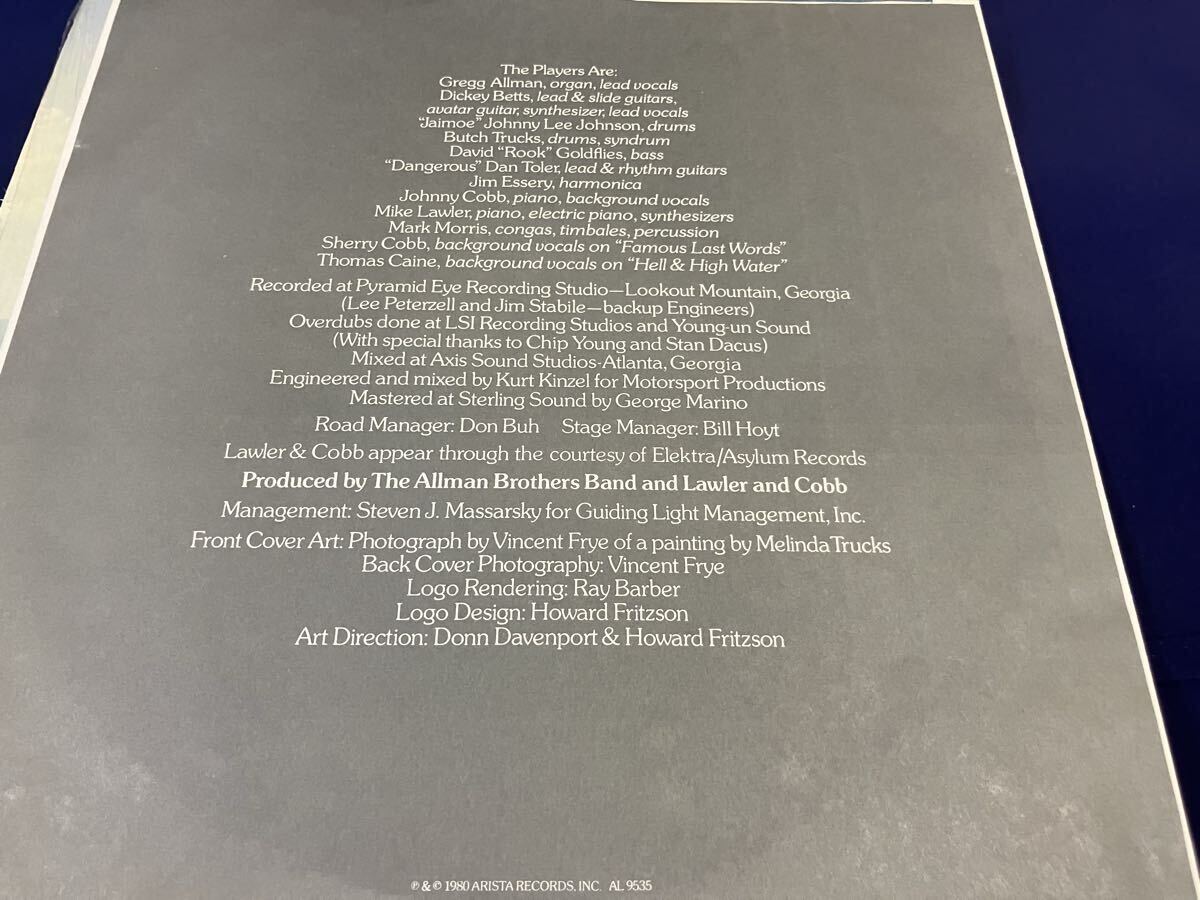 The Players Are:
Gregg Allman, organ, lead vocals
Dickey Betts, lead & slide guitars,
avatar guitar, synthesizer, lead vocals
"Jaimoe" Johnny Lee Johnson, drums
Butch Trucks, drums, syndrum
David "Rook" Goldflies, bass
"Dangerous" Dan Toler, lead & rhythm guitars
Jim Essery, harmonica
Johnny Cobb, piano, background vocals
Mike Lawler, piano, electric piano, synthesizers
Mark Morris, congas, timbales, percussion
Sherry Cobb, background vocals on "Famous Last Words"
Thomas Caine, background vocals on "Hell & High Water"
Recorded at Pyramid Eye Recording Studio—Lookout Mountain, Georgia
(Lee Peterzell and Jim Stabile—backup Engineers)
Overdubs done at LSI Recording Studios and Young-un Sound
(With special thanks to Chip Young and Stan Dacus)
Mixed at Axis Sound Studios-Atlanta, Georgia
Engineered and mixed by Kurt Kinzel for Motorsport Productions
Mastered at Sterling Sound by George Marino
Road Manager: Don Buh Stage Manager: Bill Hoyt
Lawler & Cobb appear through the courtesy of Elektra/Asylum Records
Produced by The Allman Brothers Band and Lawler and Cobb
Management: Steven J. Massarsky for Guiding Light Management, Inc.
Front Cover Art: Photograph by Vincent Frye of a painting by Melinda Trucks
Back Cover Photography: Vincent Frye
Logo Rendering: Ray Barber
Logo Design: Howard Fritzson
Art Direction: Donn Davenport & Howard Fritzson
℗ & © 1980 ARISTA RECORDS, INC. AL 9535